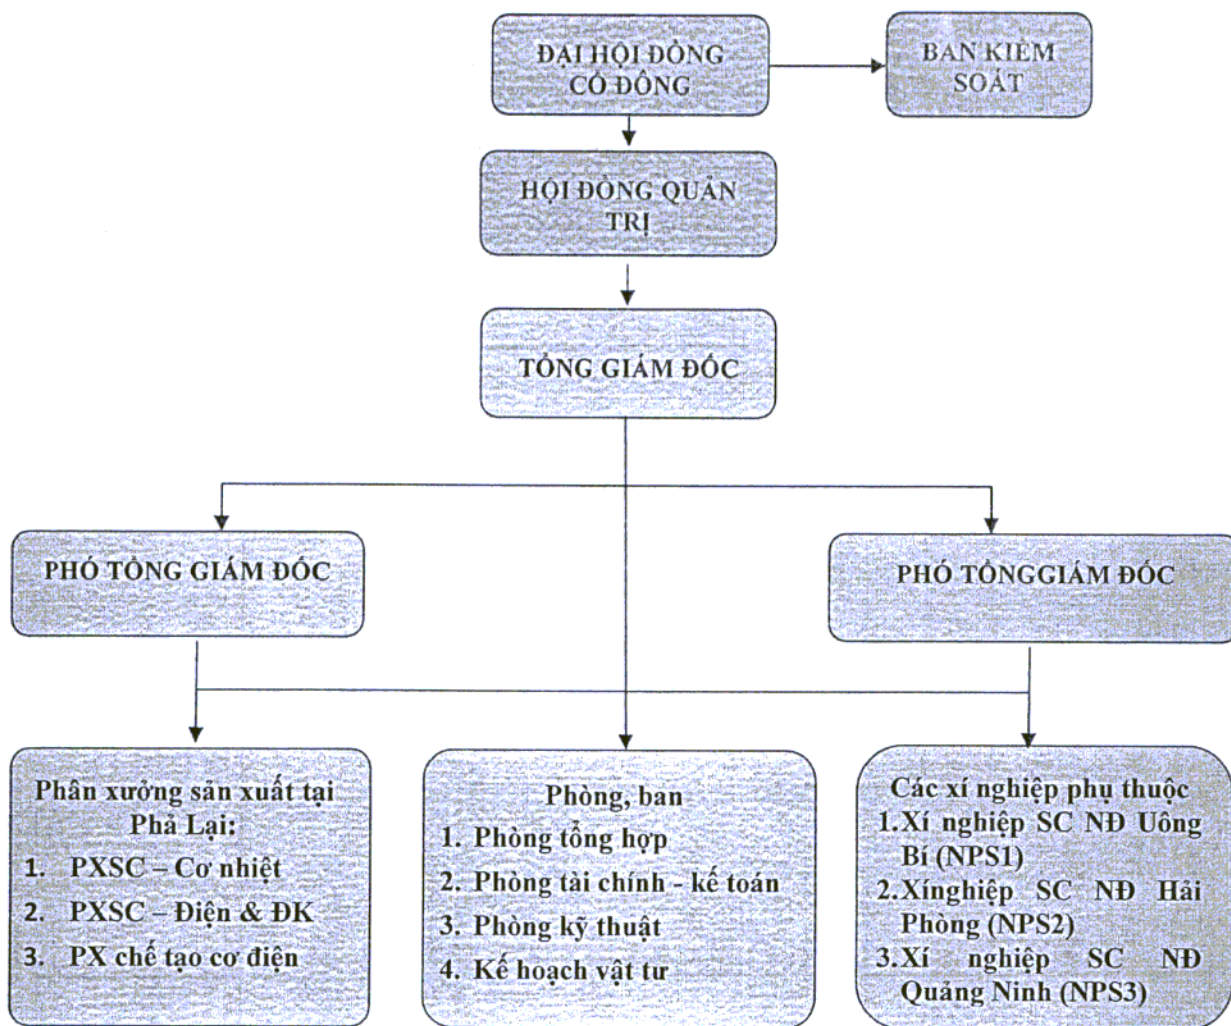 ĐẠI HỘI ĐỒNG
CỔ ĐÔNG
BAN KIỂM
SOÁT
HỘI ĐỒNG QUẢN
TRỊ
TỔNG GIÁM ĐỐC
PHÓ TỔNG GIÁM ĐỐC
PHÓ TỔNGGIÁM ĐỐC
Phân xưởng sản xuất tại
Phả Lại:
1. PXSC – Cơ nhiệt
2. PXSC – Điện & ĐK
3. PX chế tạo cơ điện
Phòng, ban
1. Phòng tổng hợp
2. Phòng tài chính - kế toán
3. Phòng kỹ thuật
4. Kế hoạch vật tư
Các xí nghiệp phụ thuộc
1.Xí nghiệp SC NĐ Uông
Bí (NPS1)
2.Xínghiệp SC NĐ Hải
Phòng (NPS2)
3.Xí nghiệp SC NĐ
Quảng Ninh (NPS3)